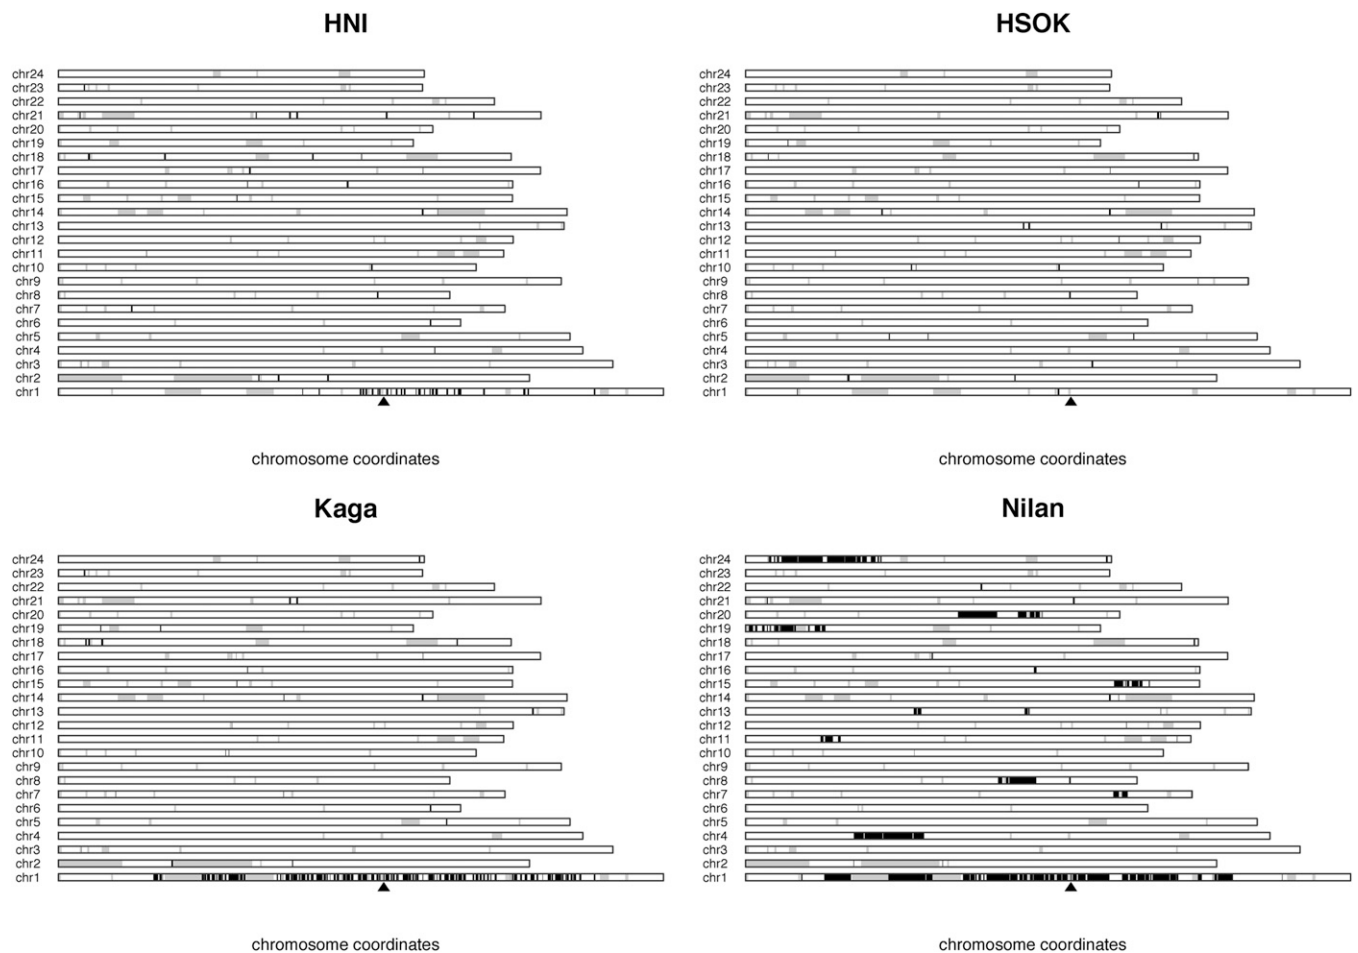 HNI
chr24
chr23
chr22
chr21
chr20
chr19
chr18
chr17
chr16
chr15
chr14
chr13
chr12
chr11
chr10
chr9
chr8
chr7
chr6
chr5
chr4
chr3
chr2
chr1
chromosome coordinates
HSOK
chr24
chr23
chr22
chr21
chr20
chr19
chr18
chr17
chr16
chr15
chr14
chr13
chr12
chr11
chr10
chr9
chr8
chr7
chr6
chr5
chr4
chr3
chr2
chr1
chromosome coordinates
Kaga
chr24
chr23
chr22
chr21
chr20
chr19
chr18
chr17
chr16
chr15
chr14
chr13
chr12
chr11
chr10
chr9
chr8
chr7
chr6
chr5
chr4
chr3
chr2
chr1
chromosome coordinates
Nilan
chr24
chr23
chr22
chr21
chr20
chr19
chr18
chr17
chr16
chr15
chr14
chr13
chr12
chr11
chr10
chr9
chr8
chr7
chr6
chr5
chr4
chr3
chr2
chr1
chromosome coordinates